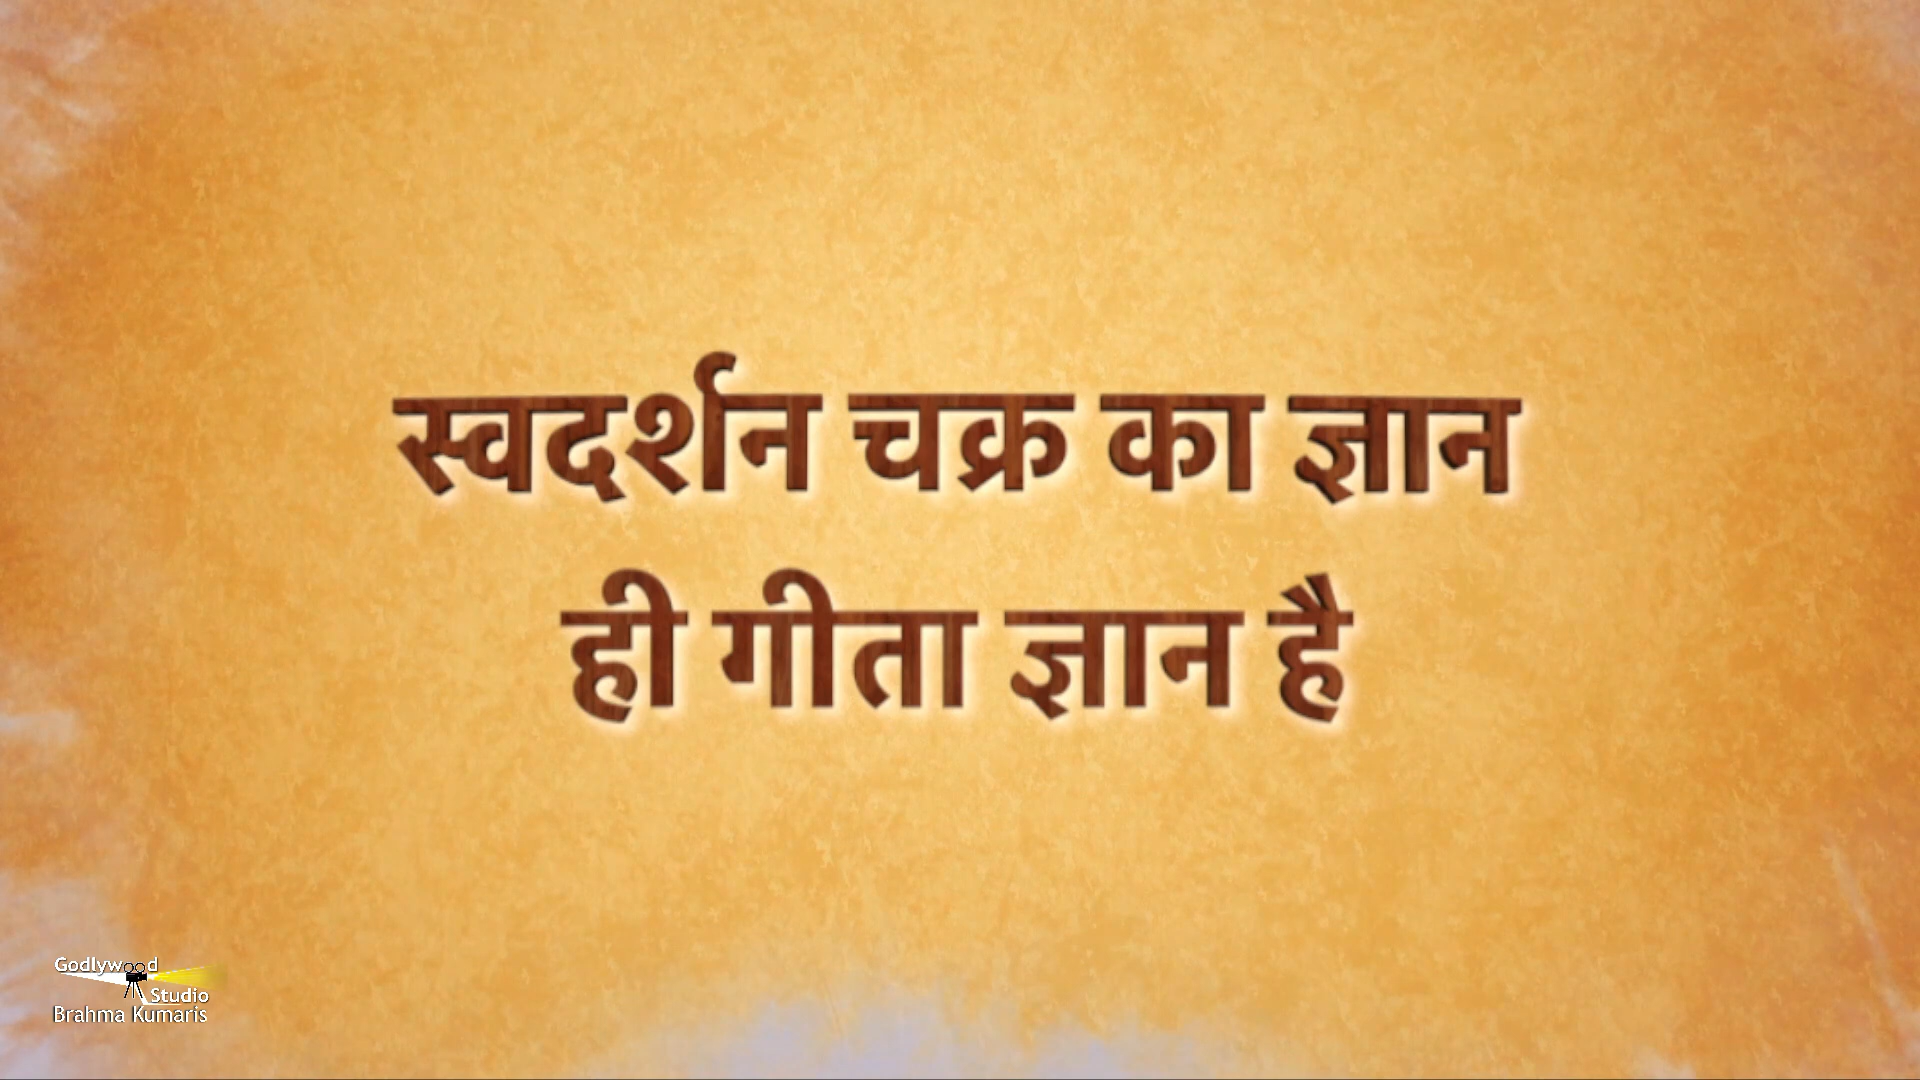 स्वदर्शन चक्र का ज्ञान
ही गीता ज्ञान है
Godlywood
Studio
Brahma Kumaris